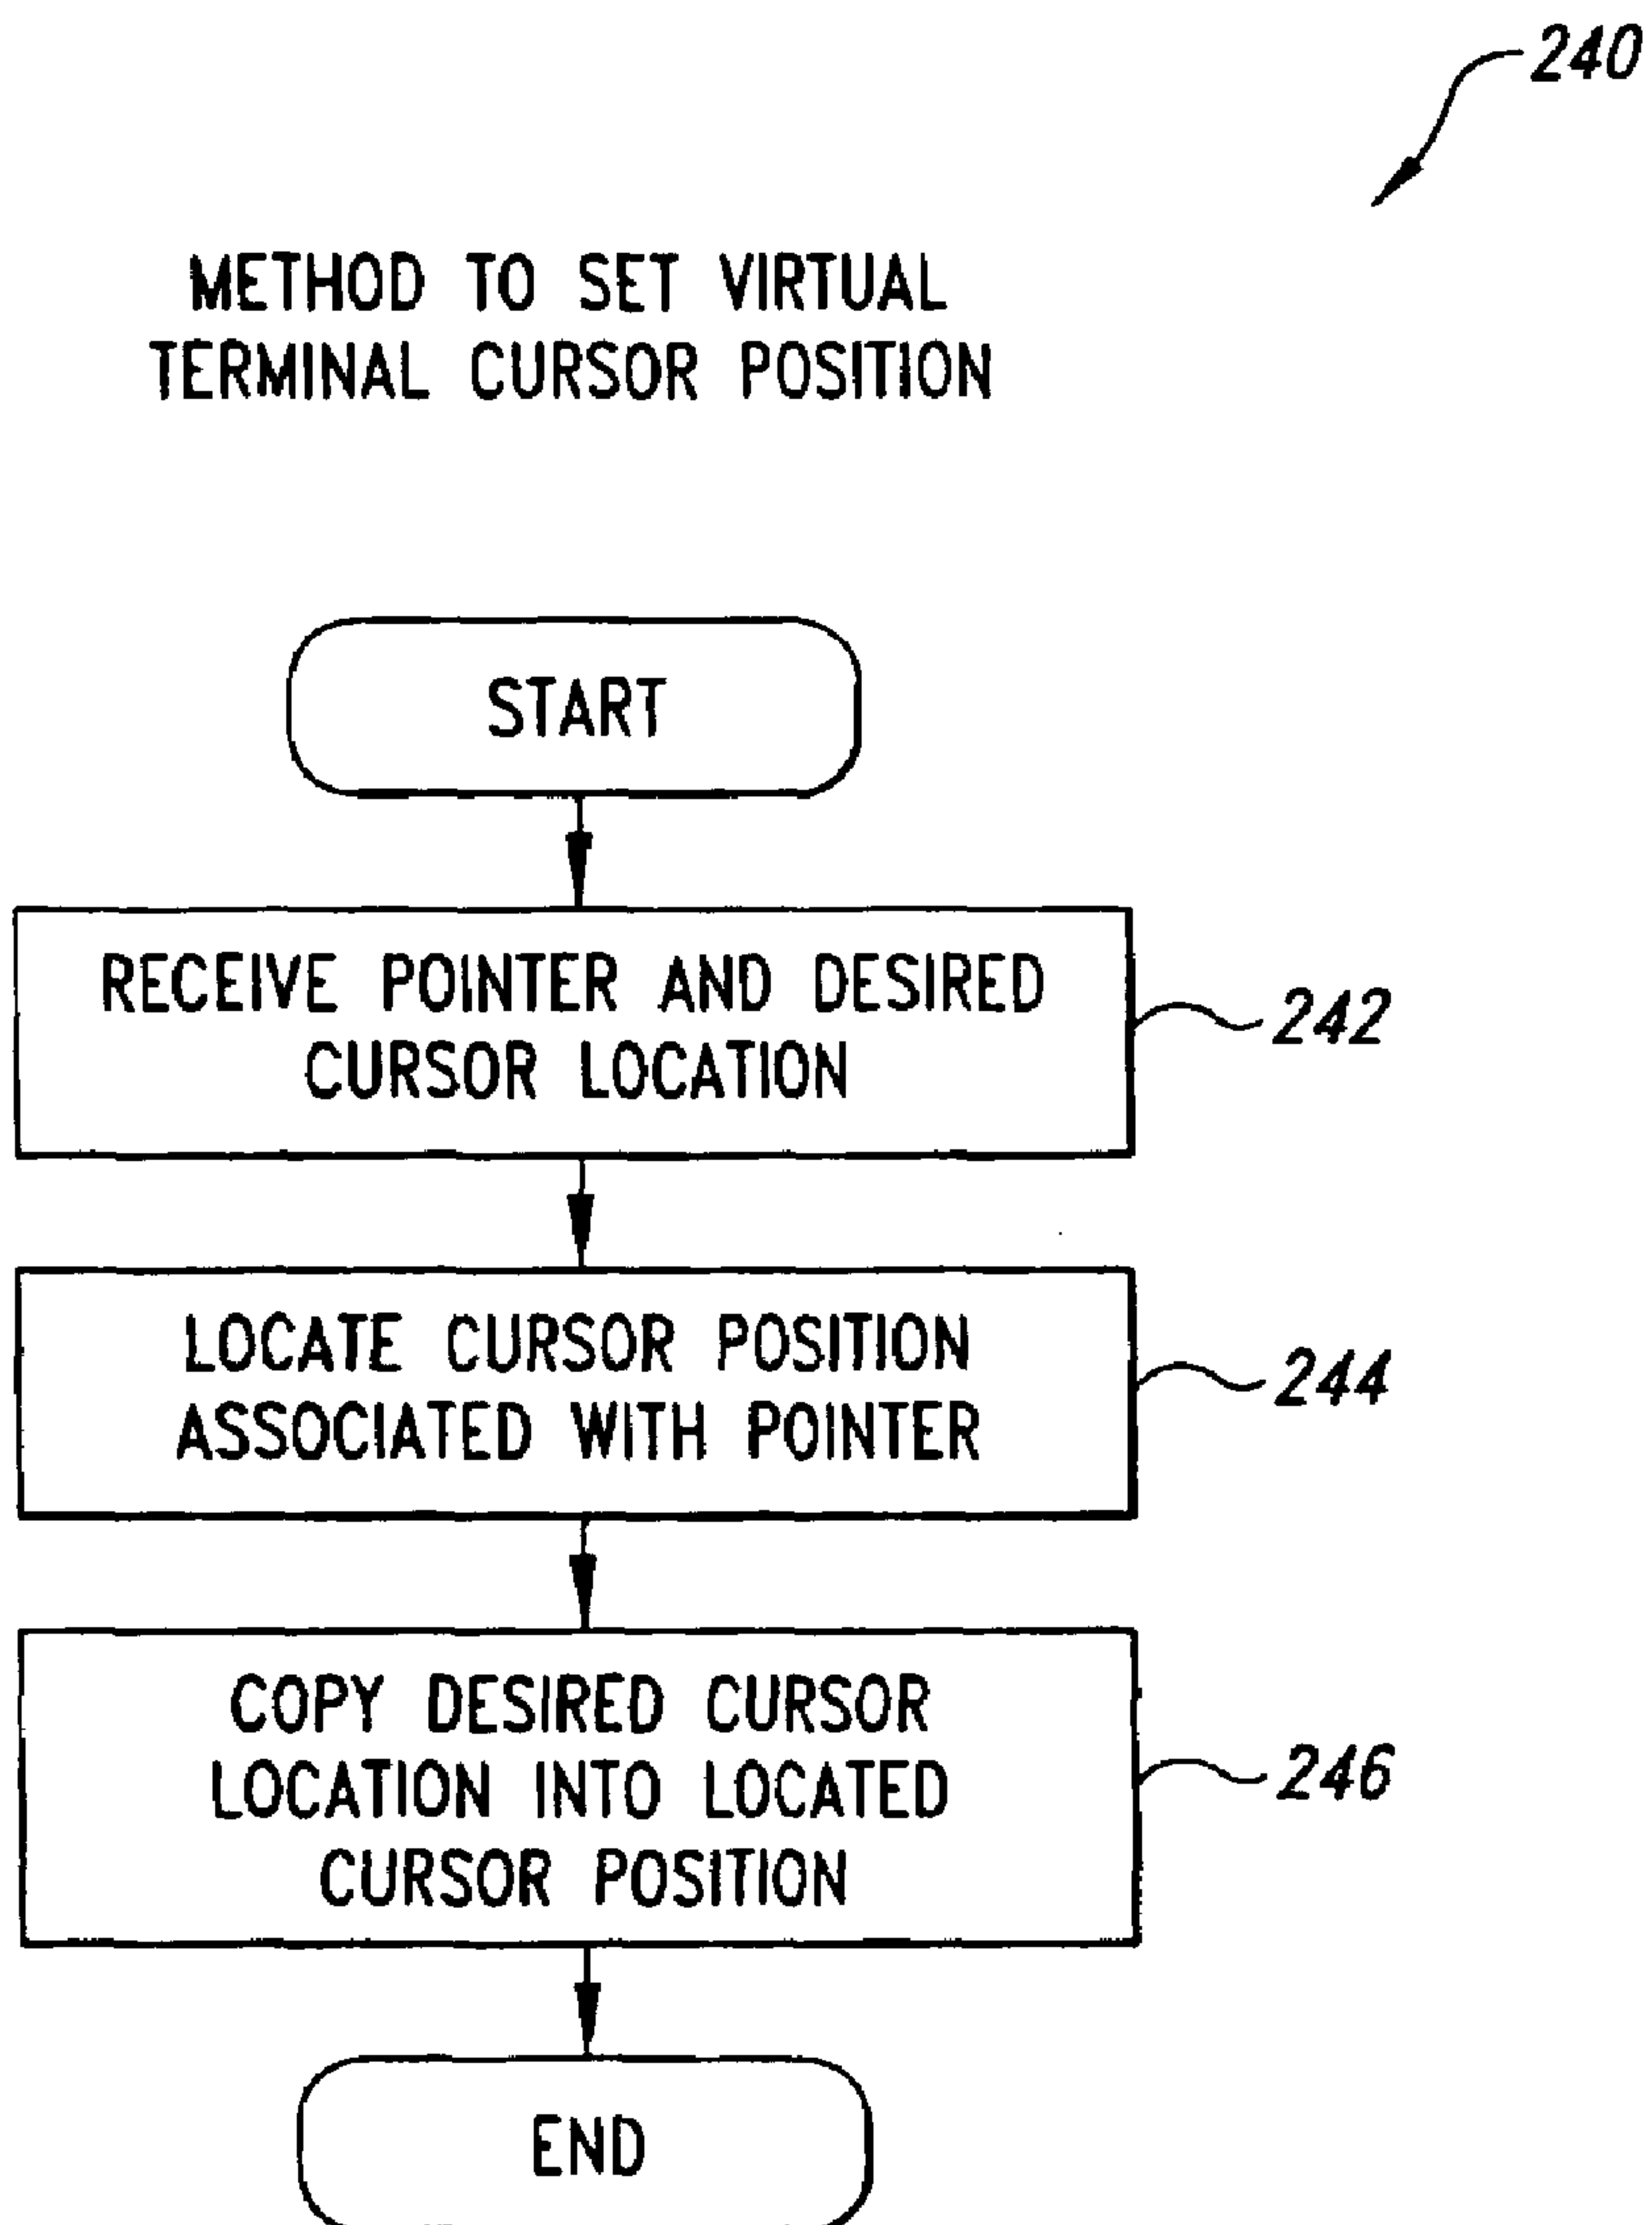 240
METHOD TO SET VIRTUAL
TERMINAL CURSOR POSITION
START
RECEIVE POINTER AND DESIRED
CURSOR LOCATION
242
LOCATE CURSOR POSITION
ASSOCIATED WITH POINTER
244
COPY DESIRED CURSOR
LOCATION INTO LOCATED
CURSOR POSITION
246
END